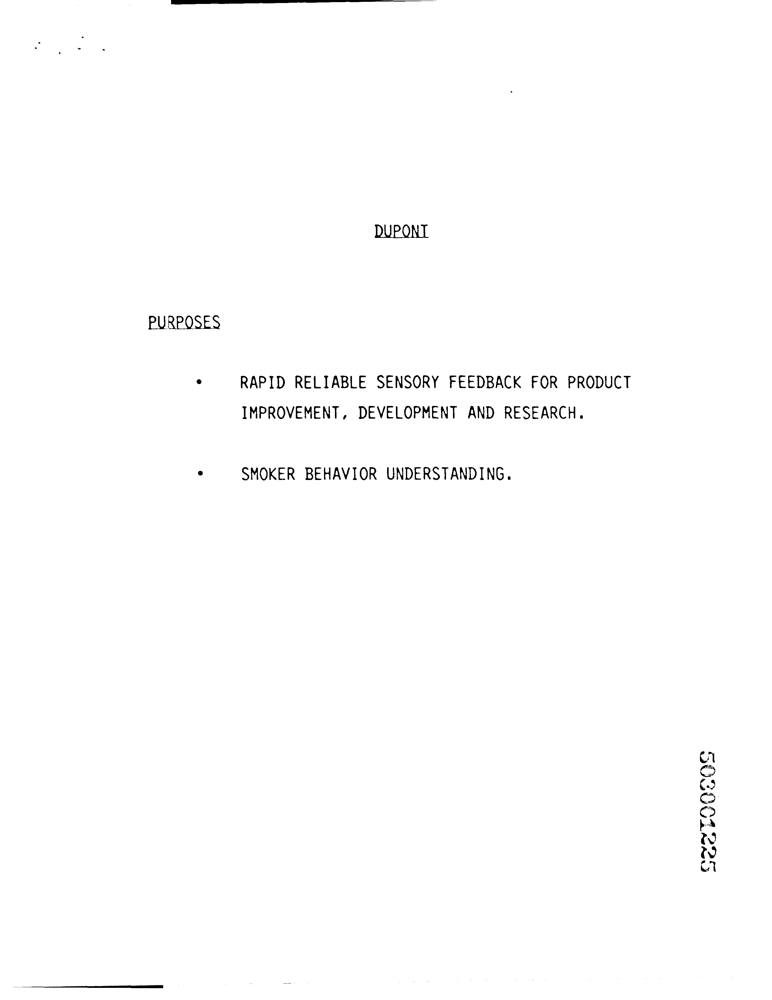 DUPONT
PURPOSES
• RAPID RELIABLE SENSORY FEEDBACK FOR PRODUCT
IMPROVEMENT, DEVELOPMENT AND RESEARCH.
• SMOKER BEHAVIOR UNDERSTANDING.
503001225